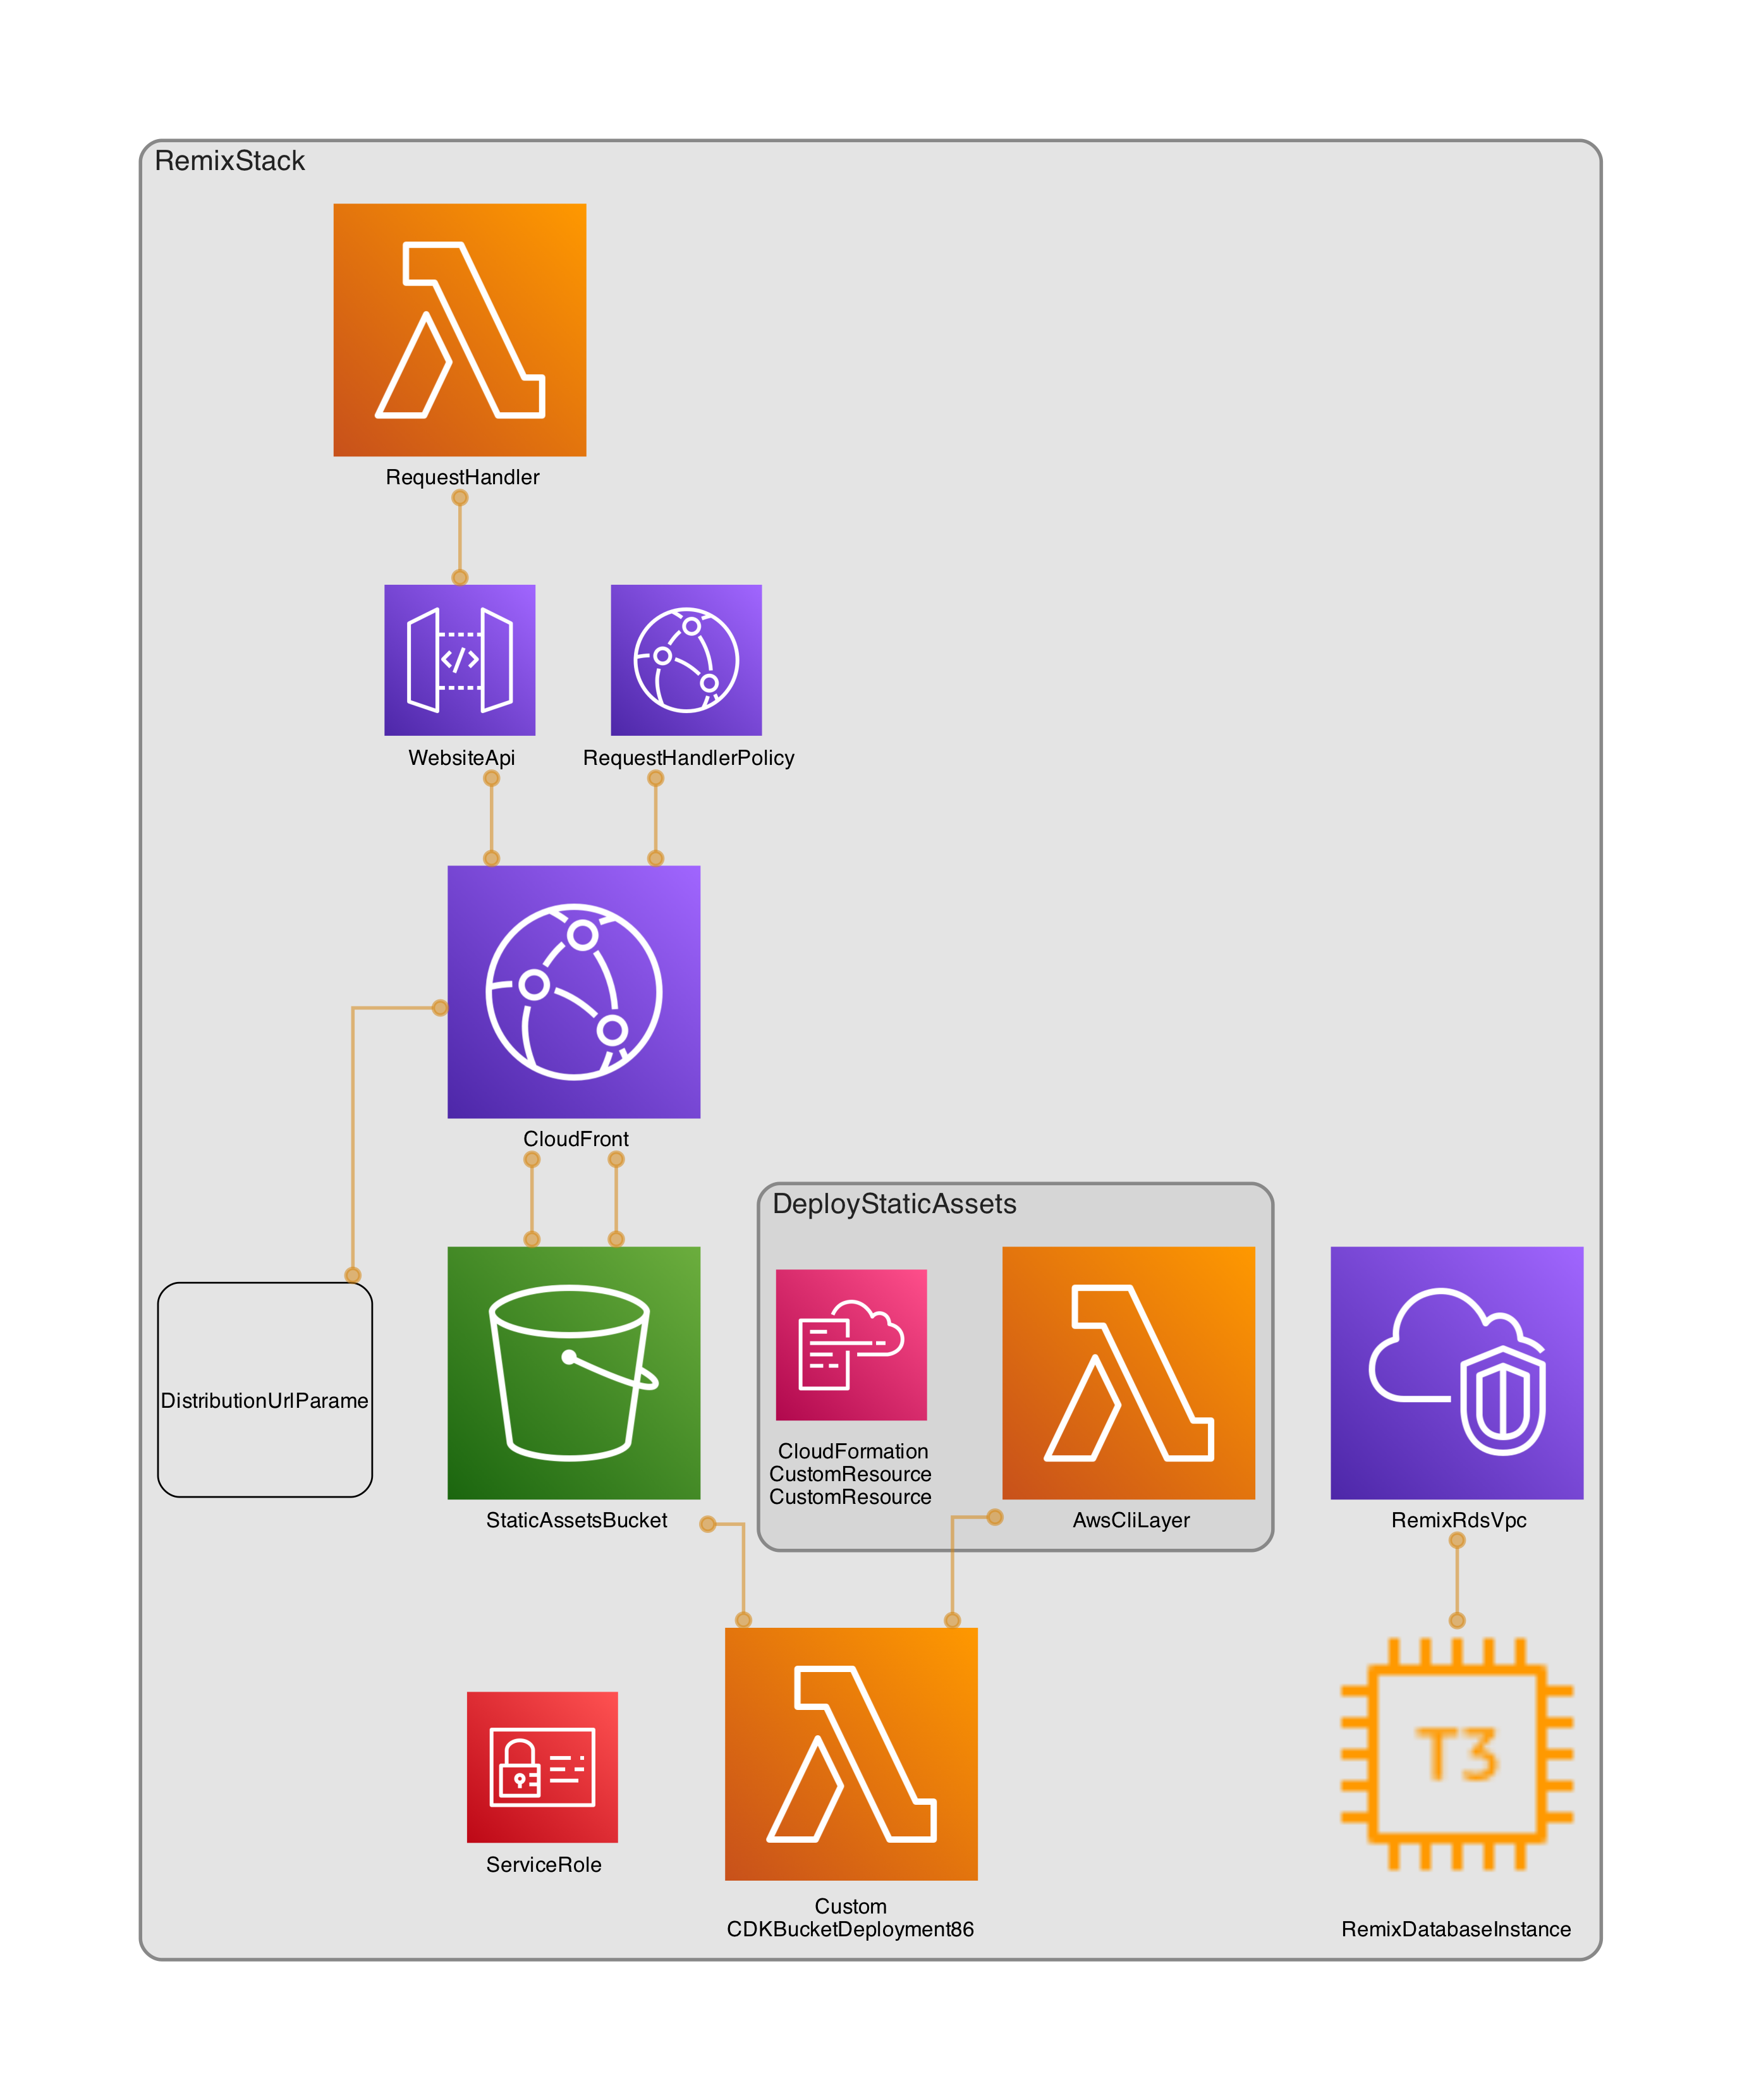 RemixStack
RequestHandler
</>
WebsiteApi
RequestHandlerPolicy
CloudFront
DeployStaticAssets
DistributionUrlParame
CloudFormation
CustomResource
CustomResource
StaticAssetsBucket
AwsCliLayer
RemixRdsVpc
T3
ServiceRole
Custom
CDKBucketDeployment86
RemixDatabaseInstance